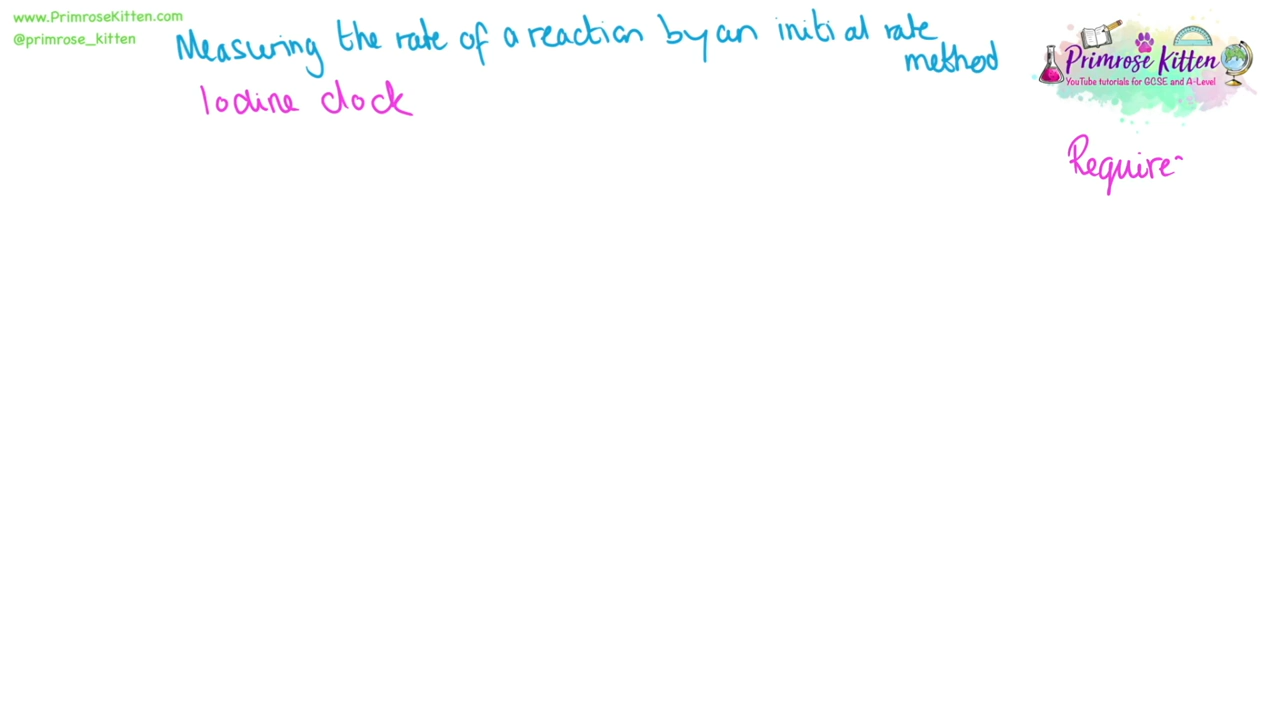 www.PrimroseKitten.com
@primrose_kitten
Measuring the rate of a reaction by an initial rate
method
Iodine clock
Primrose Kitten
YouTube tutorials for GCSE and A-Level
Require